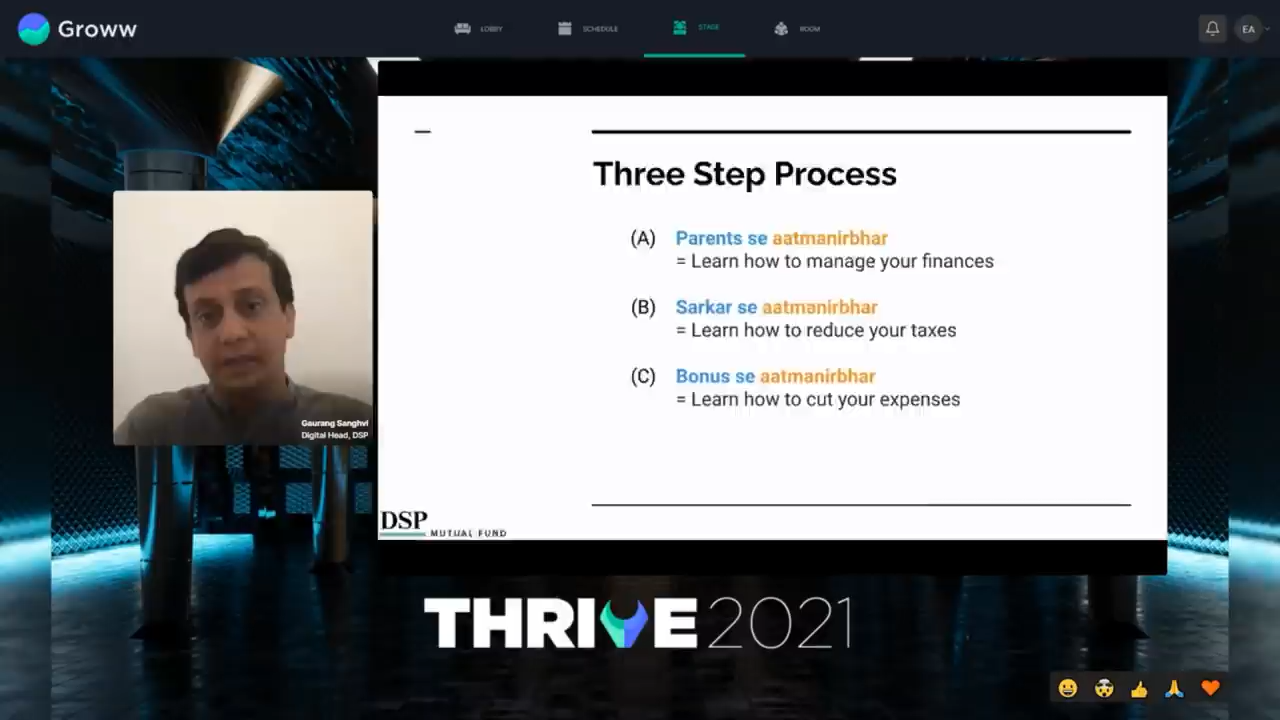 Groww
LOBBY
SCHEDULE
STAGE
ROOM
EA
Three Step Process
(A) Parents se aatmanirbhar
= Learn how to manage your finances
(B) Sarkar se aatmanirbhar
= Learn how to reduce your taxes
(C) Bonus se aatmanirbhar
= Learn how to cut your expenses
Gaurang Sanghvi
Digital Head, DSP
DSP
MUTUAL FUND
THRIVE 2021